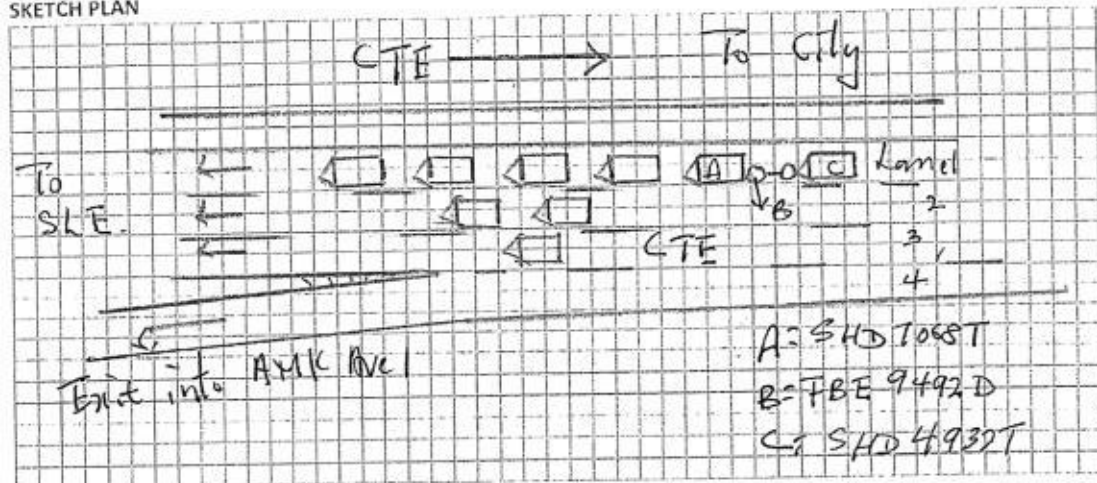 SKETCH PLAN
CTE → To City
To
SLE.
A
C
Lane 1
B
2
3
CTE
4
Exit into AMK Ave 1
A = SHD 7068T
B = FBE 9492D
C = SHD 4932T